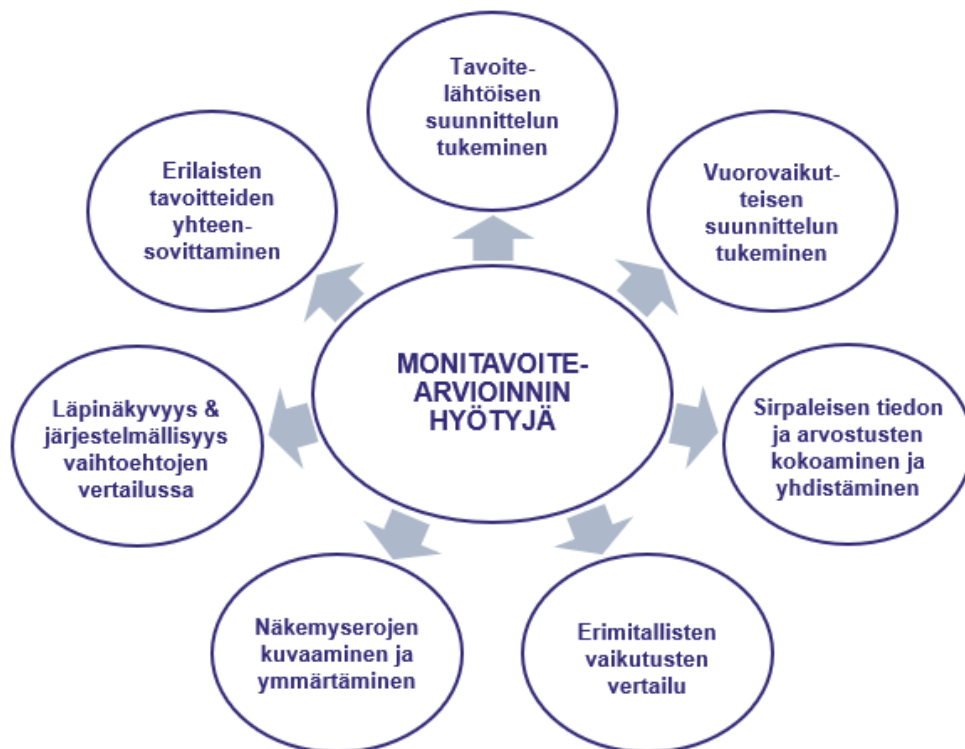 Tavoite-
lähtöisen
suunnittelun
tukeminen
Erilaisten
tavoitteiden
yhteen-
sovittaminen
Vuorovaikut-
teisen
suunnittelun
tukeminen
MONITAVOITE-
ARVIOINNIN
HYÖTYJÄ
Läpinäkyvyys &
järjestelmällisyys
vaihtoehtojen
vertailussa
Sirpaleisen tiedon
ja arvostusten
kokoaminen ja
yhdistäminen
Näkemyserojen
kuvaaminen ja
ymmärtäminen
Erimitallisten
vaikutusten
vertailu